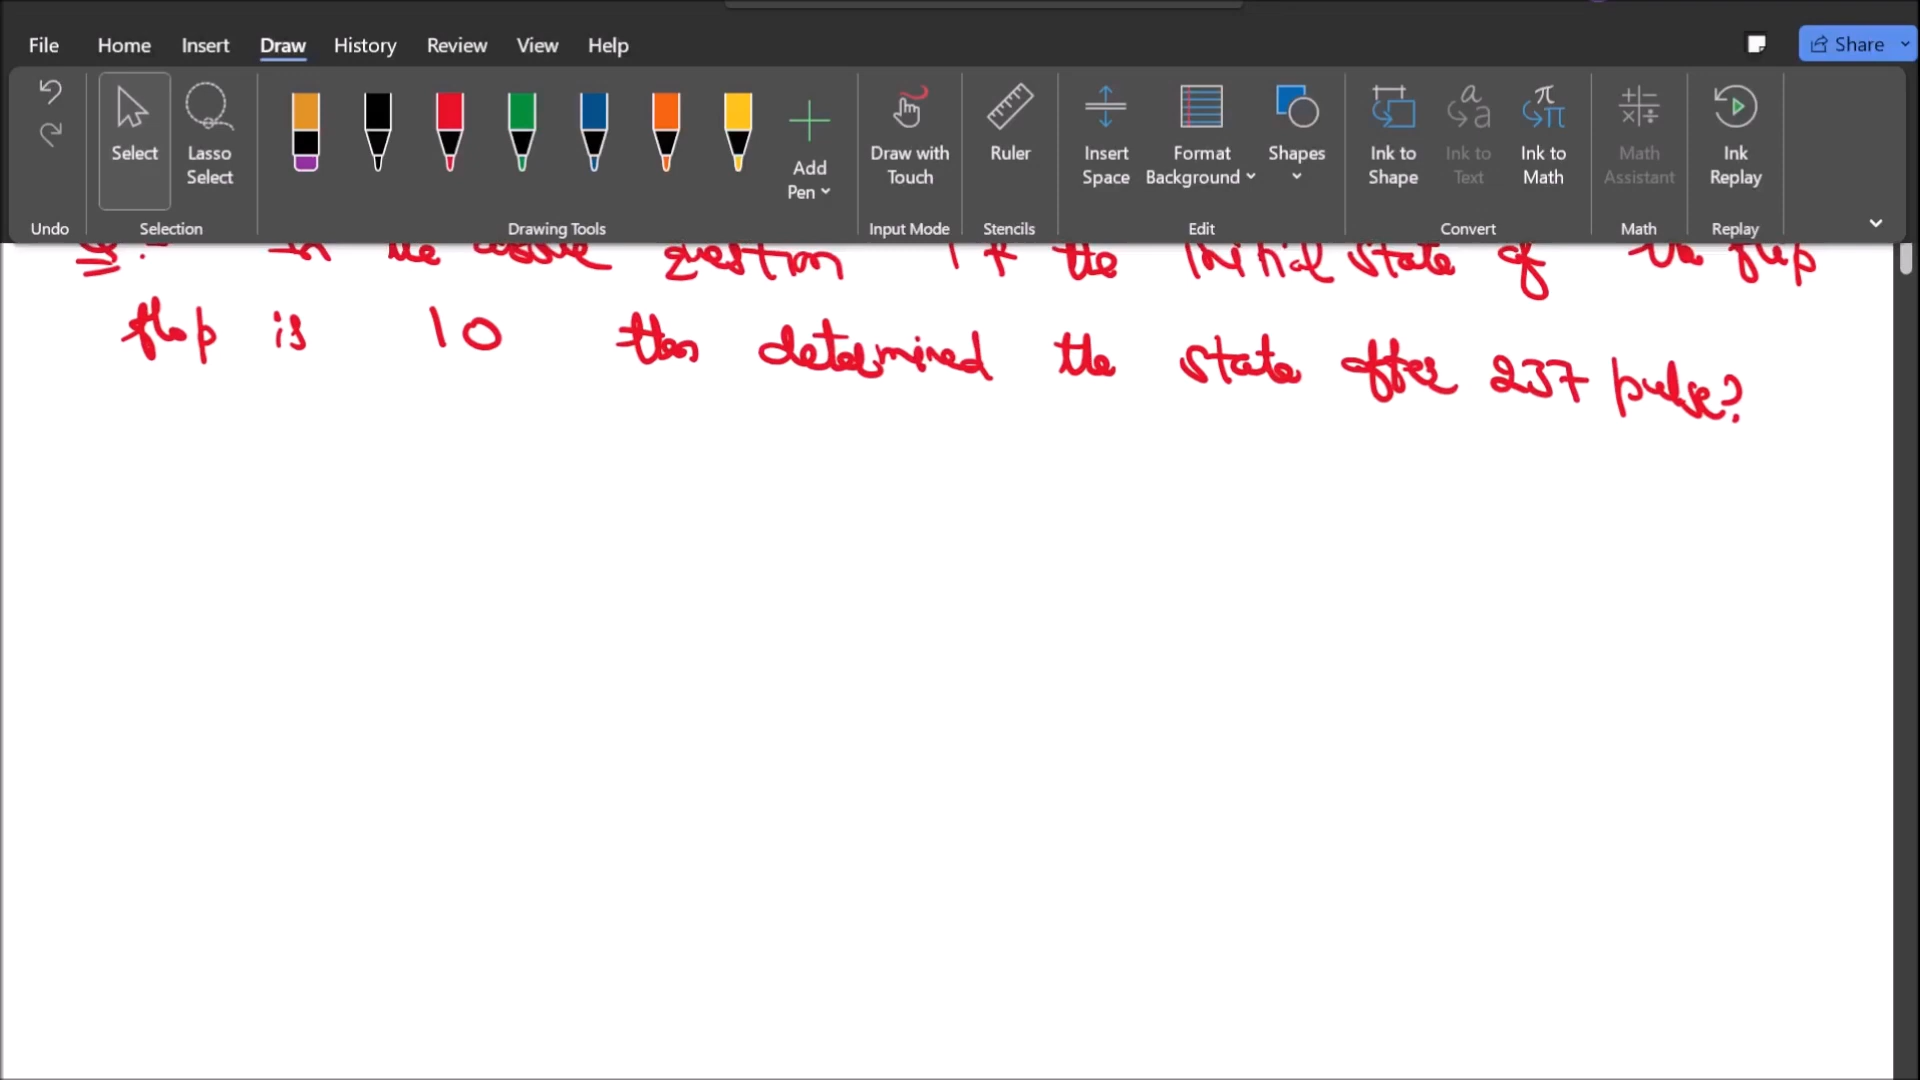 File Home Insert Draw History Review View Help Share
Select Lasso Select Add Pen Draw with Touch Ruler Insert Space Format Background Shapes Ink to Shape Ink to Text Ink to Math Math Assistant Ink Replay
Undo Selection Drawing Tools Input Mode Stencils Edit Convert Math Replay
Q:- In the above question if the initial state of the flip
flop is 10 then determined the state after 237 pulse?